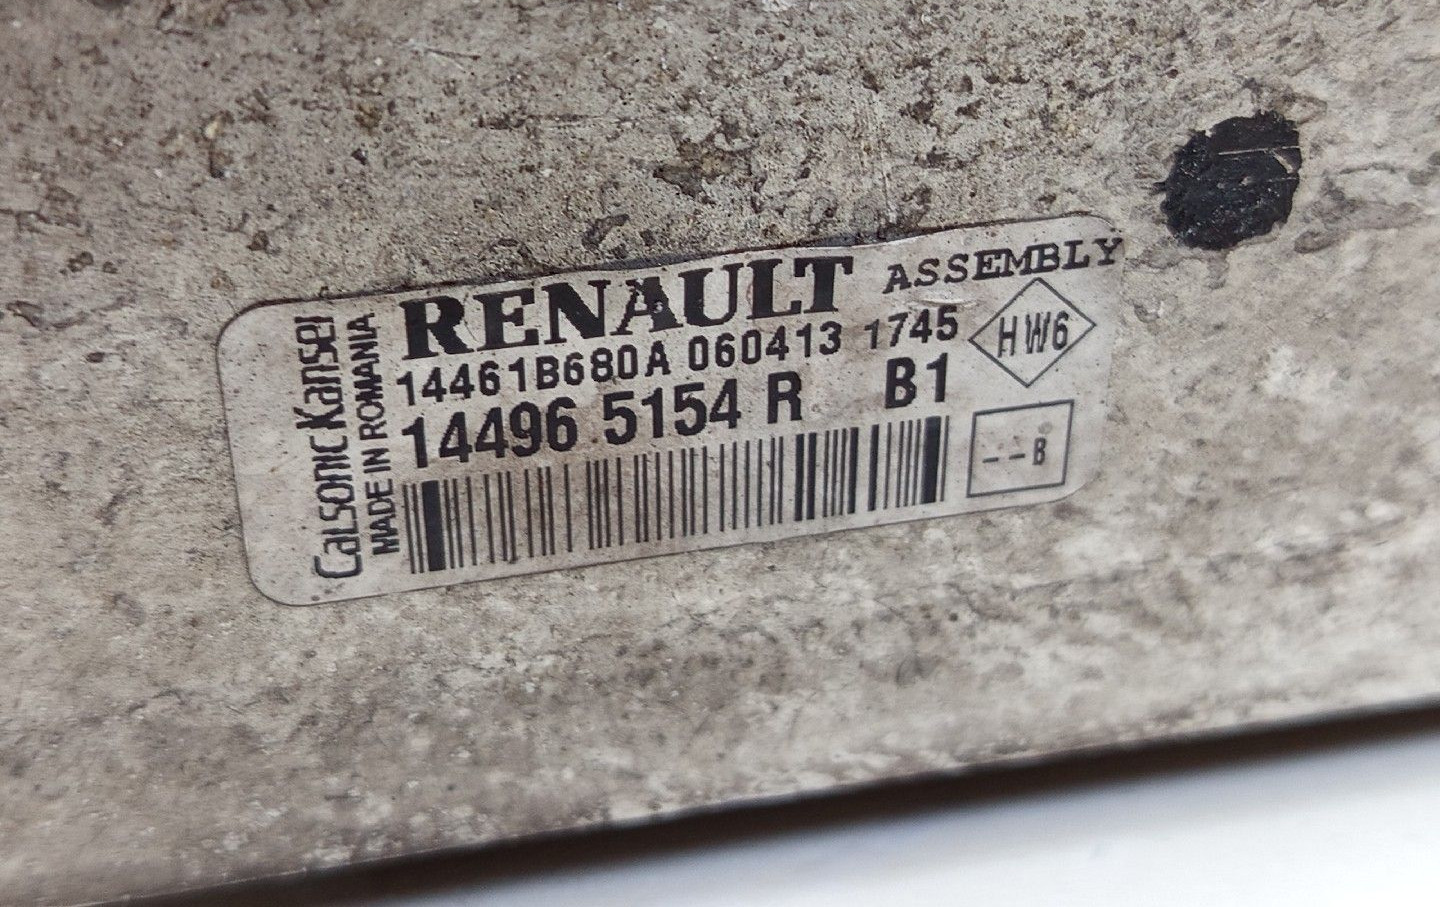 RENAULT ASSEMBLY
14461B680A 060413 1745
HW6
14496 5154 R B1
--B
CalsonicKansei
MADE IN ROMANIA